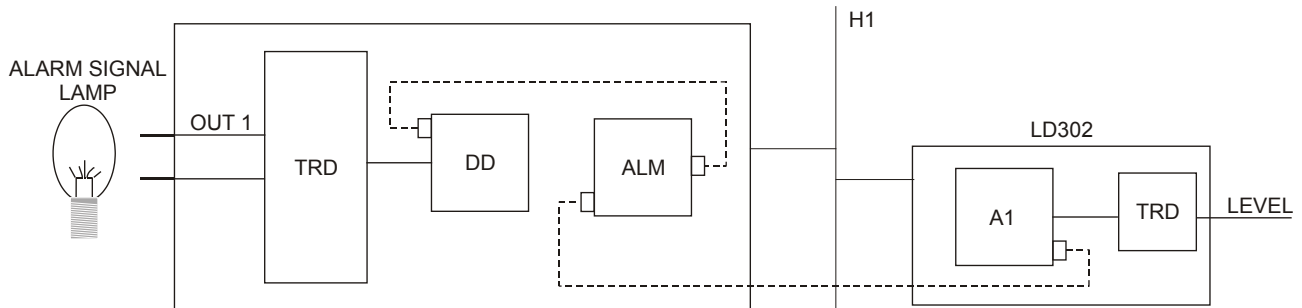 H1
ALARM SIGNAL
LAMP
OUT 1
TRD
DD
ALM
LD302
A1
TRD
LEVEL